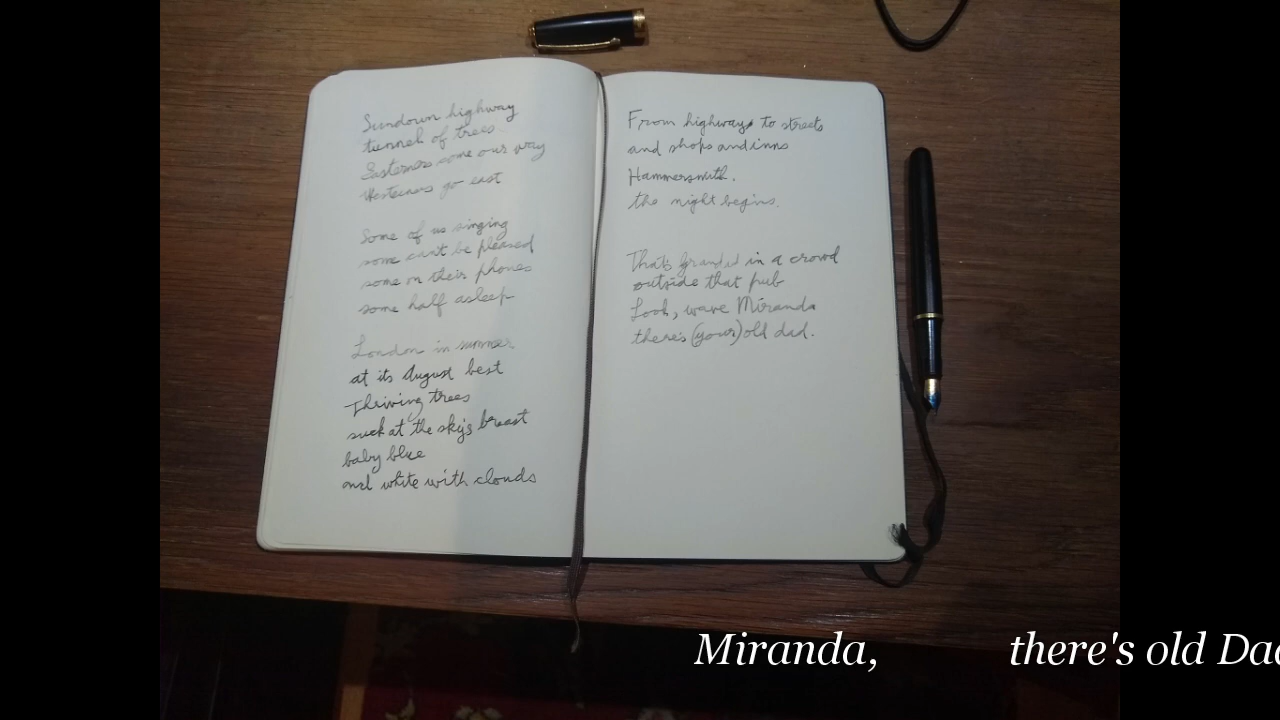 Sundown highway
tunnel of trees.
Easterners come our way
Westerners go east
Some of us singing
some can't be pleased
some on their phones
some half asleep
London in summer
at its August best
Thriving trees
suck at the sky's breast
baby blue
and white with clouds
From highways to streets
and shops and inns
Hammersmith.
the night begins.
That's grandad in a crowd
outside that pub
Look, wave Miranda
there's (your) old dad.
Miranda, there's old Dad